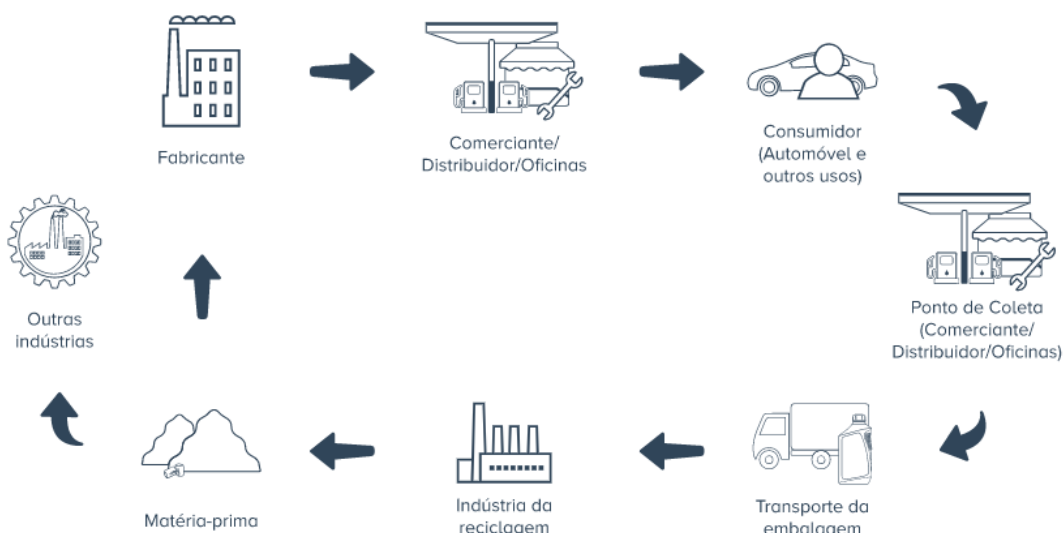 Fabricante
Comerciante/
Distribuidor/Oficinas
Consumidor
(Automóvel e
outros usos)
Ponto de Coleta
(Comerciante/
Distribuidor/Oficinas)
Transporte da
embalagem
Indústria da
reciclagem
Matéria-prima
Outras
indústrias